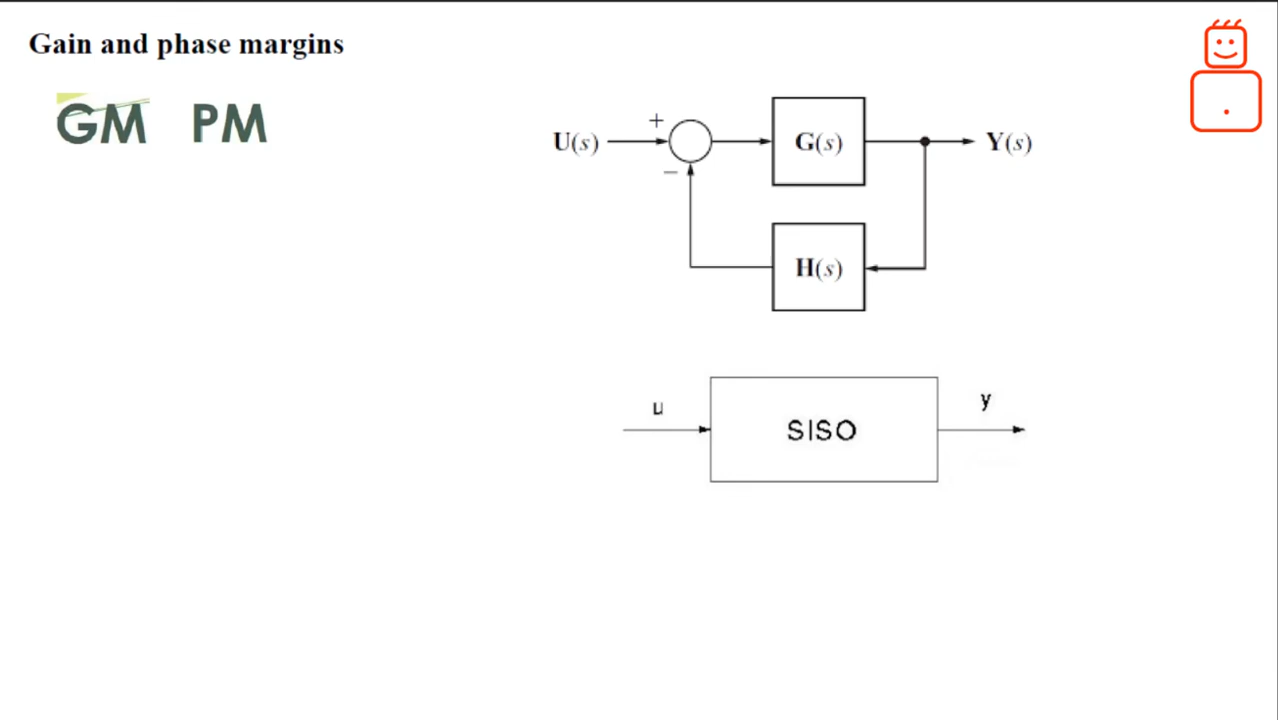 Gain and phase margins
GM PM
+
U(s) G(s) Y(s)
−
H(s)
u y
SISO